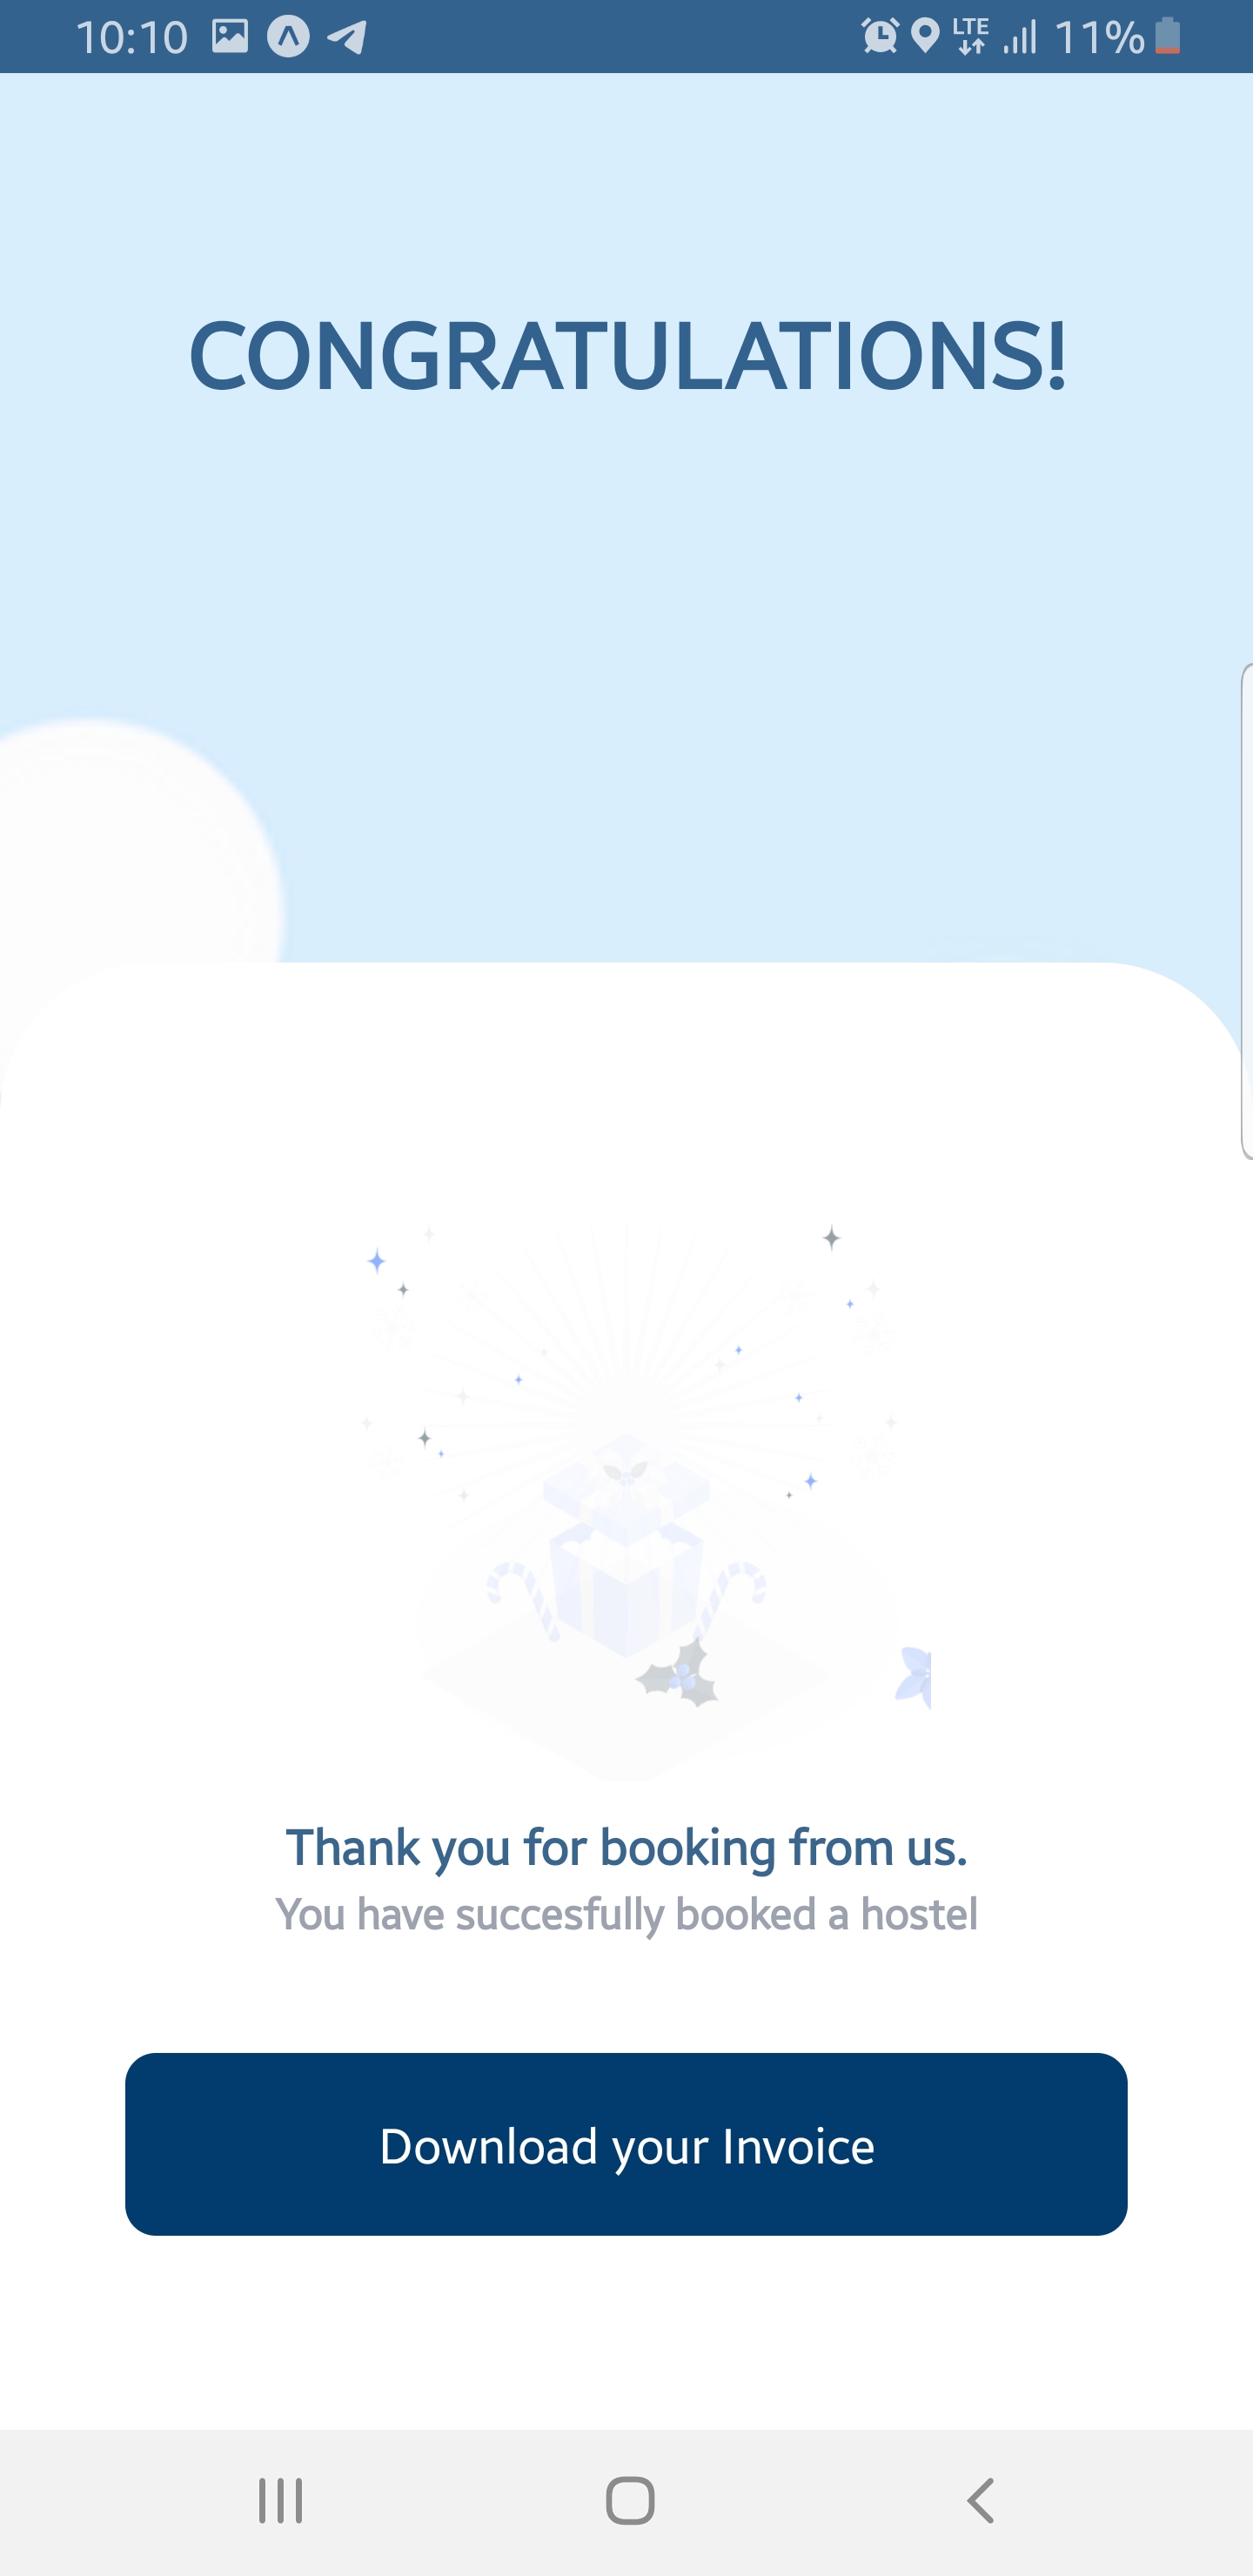 10:10 LTE 11%
CONGRATULATIONS!
Thank you for booking from us.
You have succesfully booked a hostel
Download your Invoice